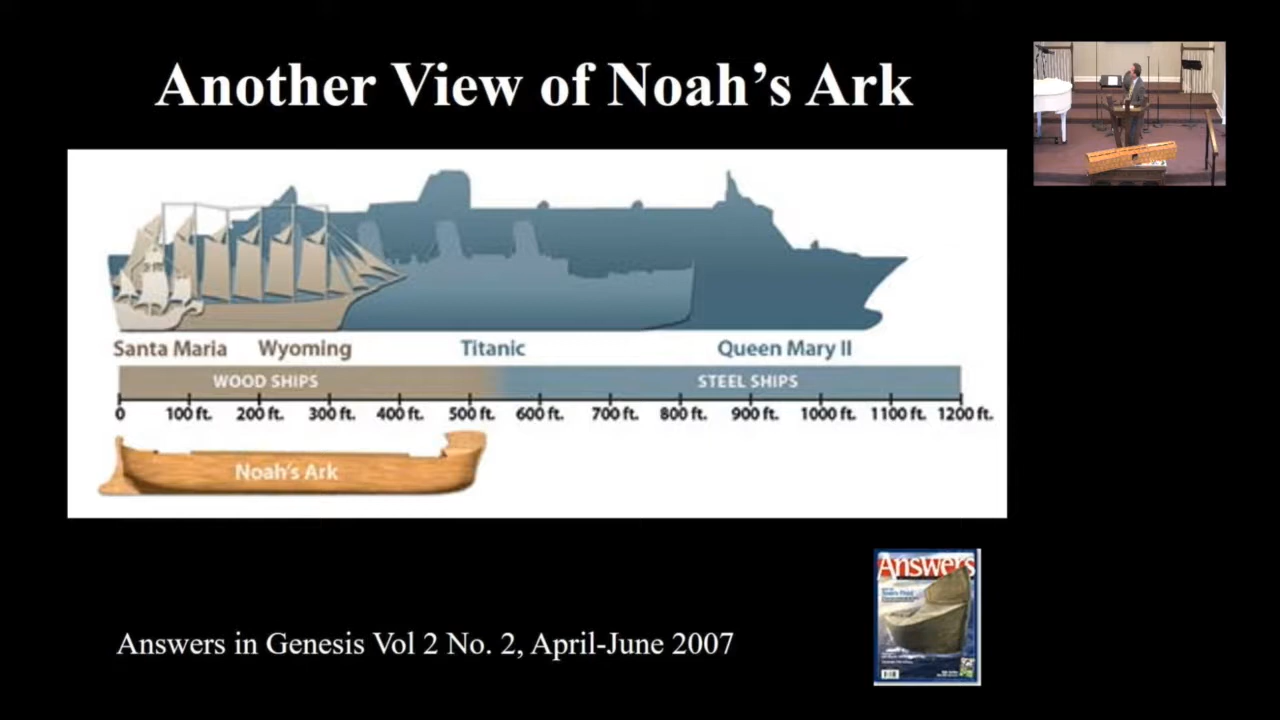 Another View of Noah's Ark
Santa Maria Wyoming Titanic Queen Mary II
WOOD SHIPS STEEL SHIPS
0 100 ft. 200 ft. 300 ft. 400 ft. 500 ft. 600 ft. 700 ft. 800 ft. 900 ft. 1000 ft. 1100 ft. 1200 ft.
Noah's Ark
Answers
Answers in Genesis Vol 2 No. 2, April-June 2007